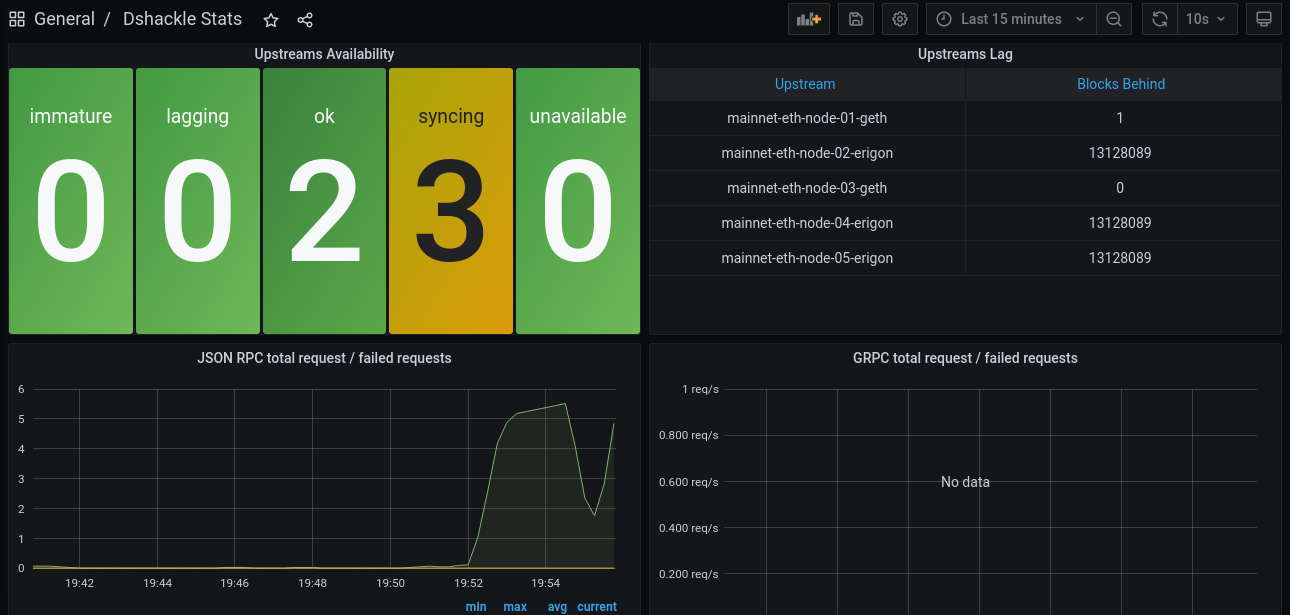 General / Dshackle Stats
Last 15 minutes
10s
Upstreams Availability
immature
0
lagging
0
ok
2
syncing
3
unavailable
0
Upstreams Lag
Upstream Blocks Behind
mainnet-eth-node-01-geth 1
mainnet-eth-node-02-erigon 13128089
mainnet-eth-node-03-geth 0
mainnet-eth-node-04-erigon 13128089
mainnet-eth-node-05-erigon 13128089
JSON RPC total request / failed requests
6
5
4
3
2
1
0
19:42 19:44 19:46 19:48 19:50 19:52 19:54
min max avg current
GRPC total request / failed requests
1 req/s
0.800 req/s
0.600 req/s
No data
0.400 req/s
0.200 req/s